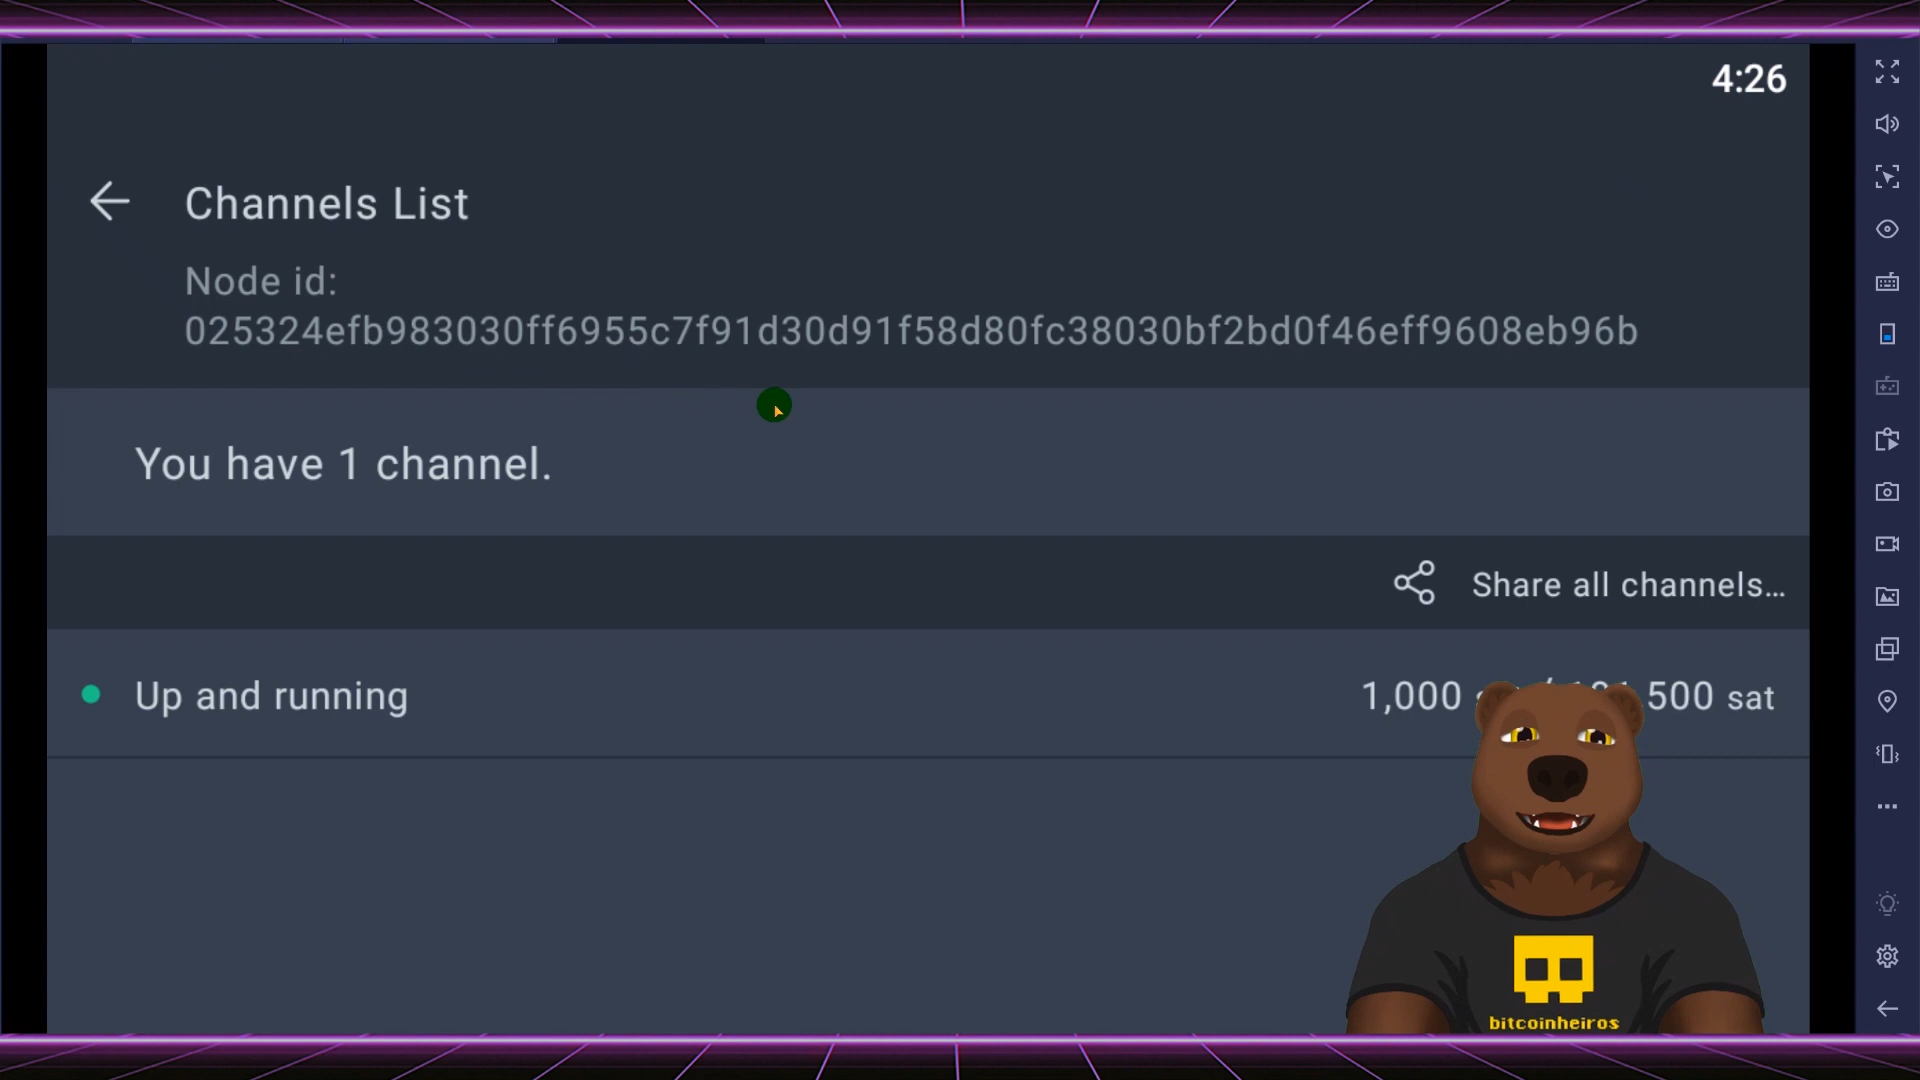 4:26
Channels List
Node id:
025324efb983030ff6955c7f91d30d91f58d80fc38030bf2bd0f46eff9608eb96b
You have 1 channel.
Share all channels…
Up and running
1,000 500 sat
bitcoinheiros